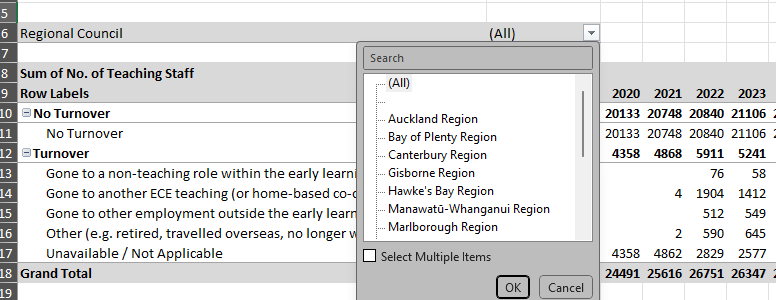 5
6 Regional Council (All)
7 Search
8 Sum of No. of Teaching Staff (All)
9 Row Labels 2020 2021 2022 2023
10 No Turnover Auckland Region 20133 20748 20840 21106
11 No Turnover Bay of Plenty Region 20133 20748 20840 21106
12 Turnover Canterbury Region 4358 4868 5911 5241
13 Gone to a non-teaching role within the early Gisborne Region 76 58
14 Gone to another ECE teaching (or home-based Hawke's Bay Region 4 1904 1412
15 Gone to other employment outside the early Manawatū-Whanganui Region 512 549
16 Other (e.g. retired, travelled overseas, no longer Marlborough Region 2 590 645
17 Unavailable / Not Applicable Select Multiple Items 4358 4862 2829 2577
18 Grand Total 24491 25616 26751 26347
19 OK Cancel